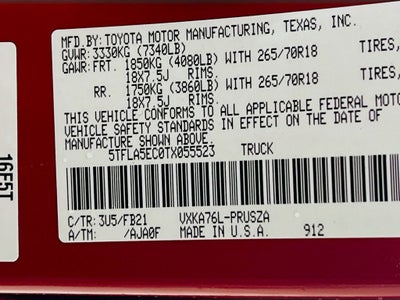 MFD.BY:TOYOTA MOTOR MANUFACTURING, TEXAS, INC.
GVWR: 3330KG (7340LB)
GAWR: FRT. 1850KG (4080LB) WITH 265/70R18 TIRES,
18X7.5J RIMS.
RR. 1750KG (3860LB) WITH 265/70R18 TIRES,
18X7.5J RIMS.
THIS VEHICLE CONFORMS TO ALL APPLICABLE FEDERAL MOTO
VEHICLE SAFETY STANDARDS IN EFFECT ON THE DATE OF
MANUFACTURE SHOWN ABOVE.
5TFLA5EC0TX055523 TRUCK
C/TR: 3U5/FB21 VXKA76L-PRUSZA
A/TM: /AJA0F MADE IN U.S.A. 912
16F5T